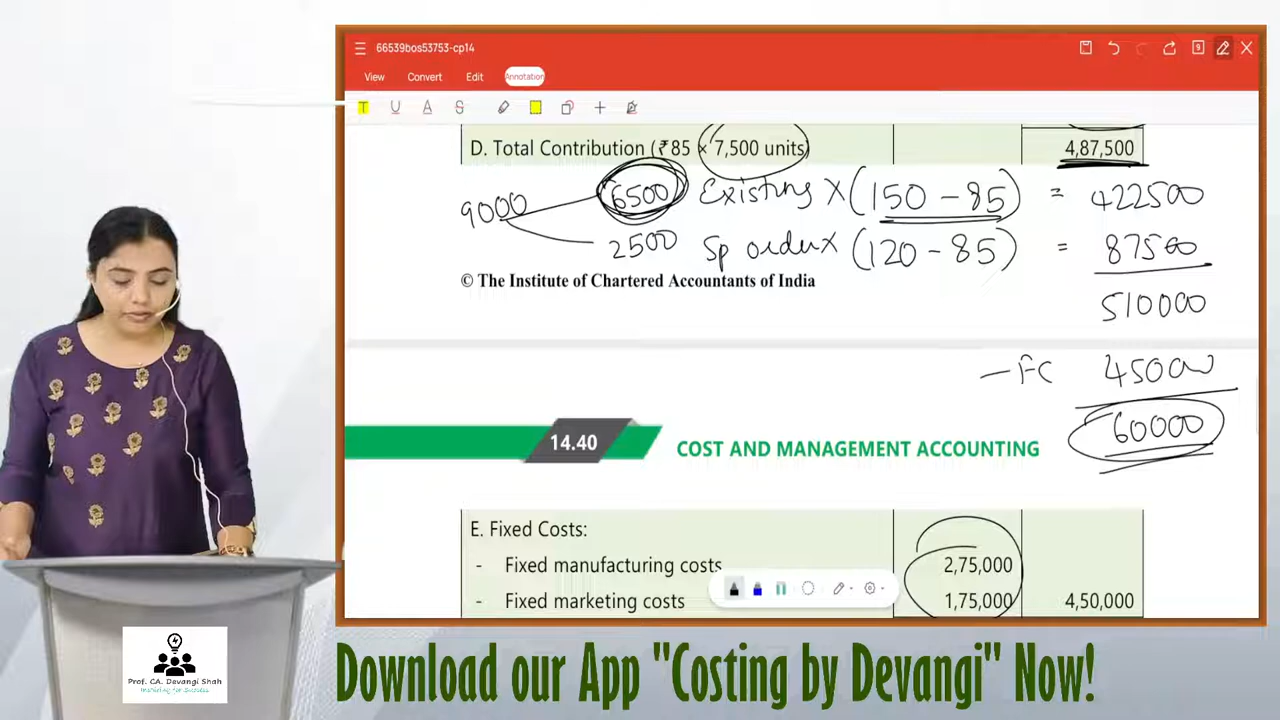 66539bos53753-cp14
9
View Convert Edit Annotation
T U A S
D. Total Contribution (₹85 × 7,500 units) 4,87,500
9000 6500 Existing X (150 - 85) = 422500
2500 Sp order X (120 - 85) = 87500
© The Institute of Chartered Accountants of India
510000
- FC 450000
60000
14.40 COST AND MANAGEMENT ACCOUNTING
E. Fixed Costs:
- Fixed manufacturing costs 2,75,000
- Fixed marketing costs 1,75,000 4,50,000
Prof. CA. Devangi Shah
Download our App "Costing by Devangi" Now!